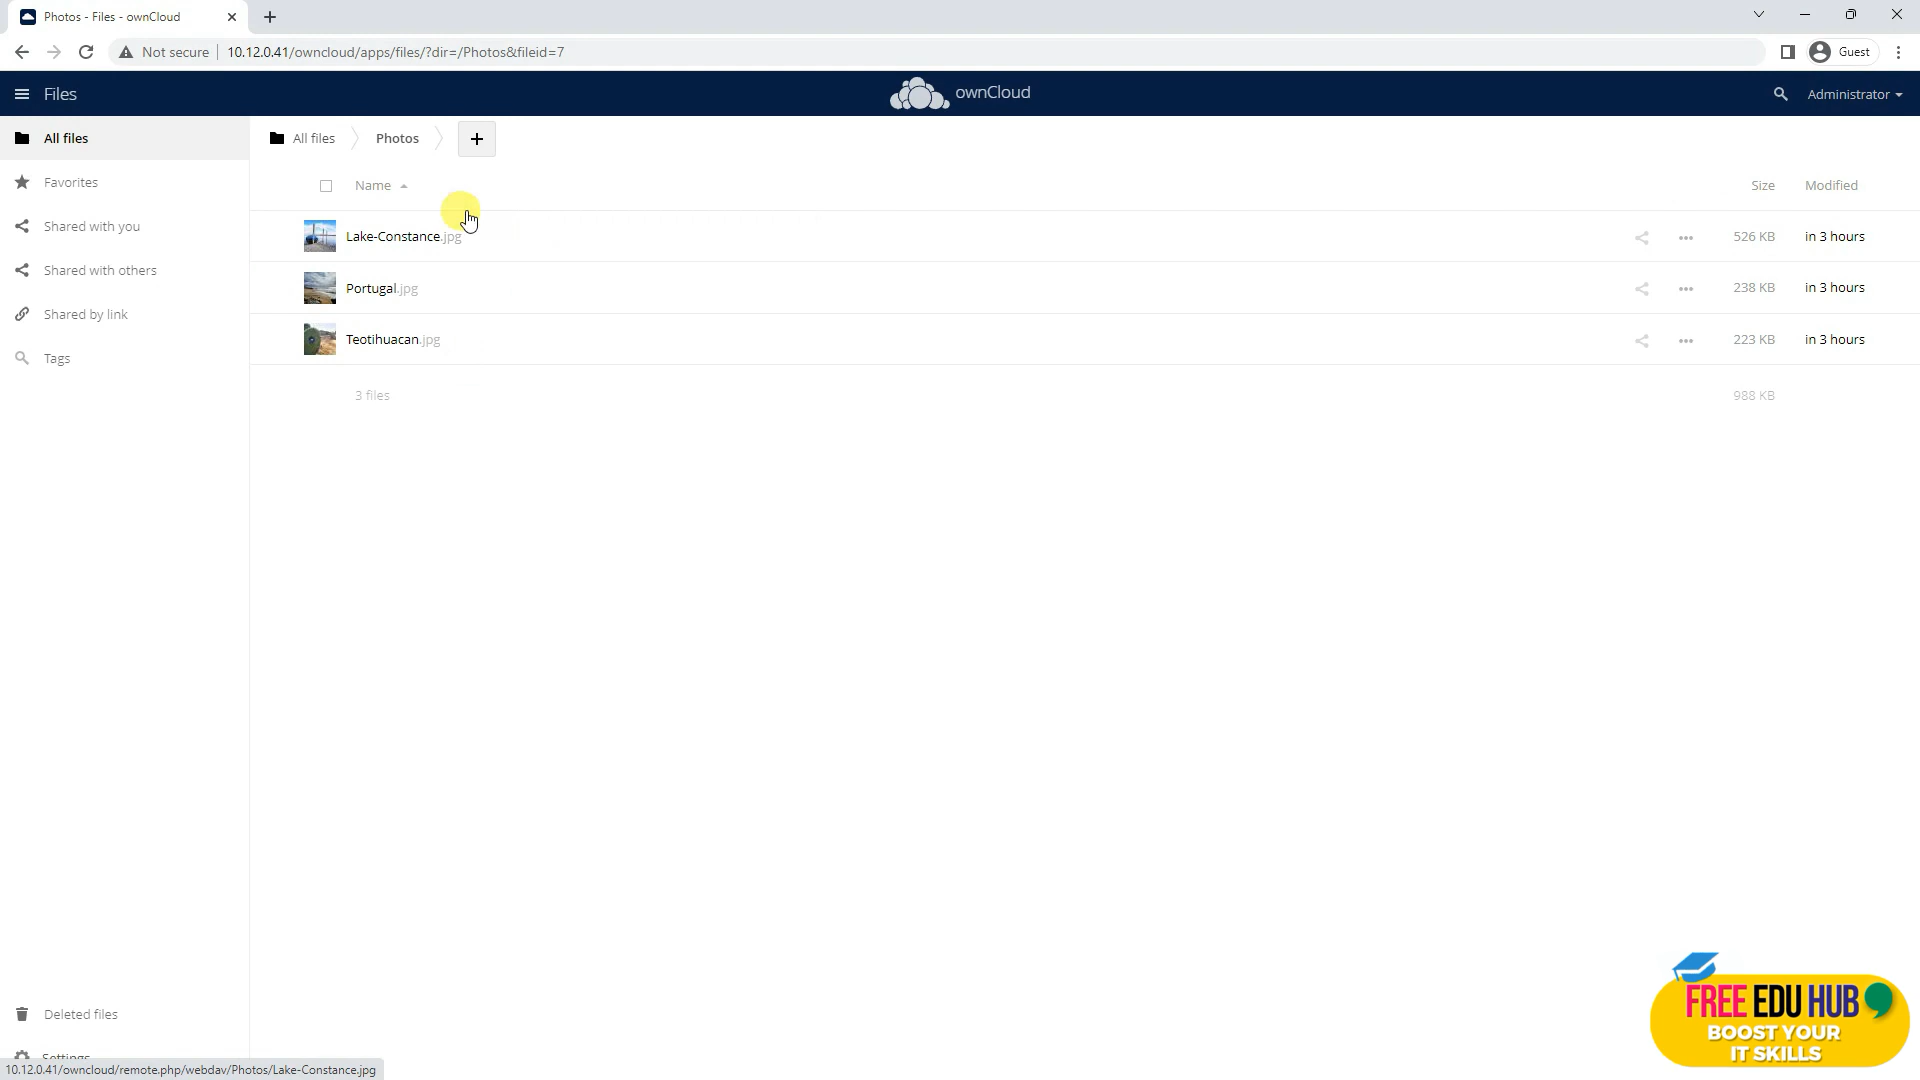 Photos - Files - ownCloud
Not secure 10.12.0.41/owncloud/apps/files/?dir=/Photos&fileid=7 Guest
Files ownCloud Administrator
All files All files Photos +
Name Size Modified
Favorites
Shared with you Lake-Constance.jpg 526 KB in 3 hours
Shared with others Portugal.jpg 238 KB in 3 hours
Shared by link Teotihuacan.jpg 223 KB in 3 hours
Tags
3 files 988 KB
Deleted files
Settings
10.12.0.41/owncloud/remote.php/webdav/Photos/Lake-Constance.jpg
FREE EDU HUB
BOOST YOUR
IT SKILLS